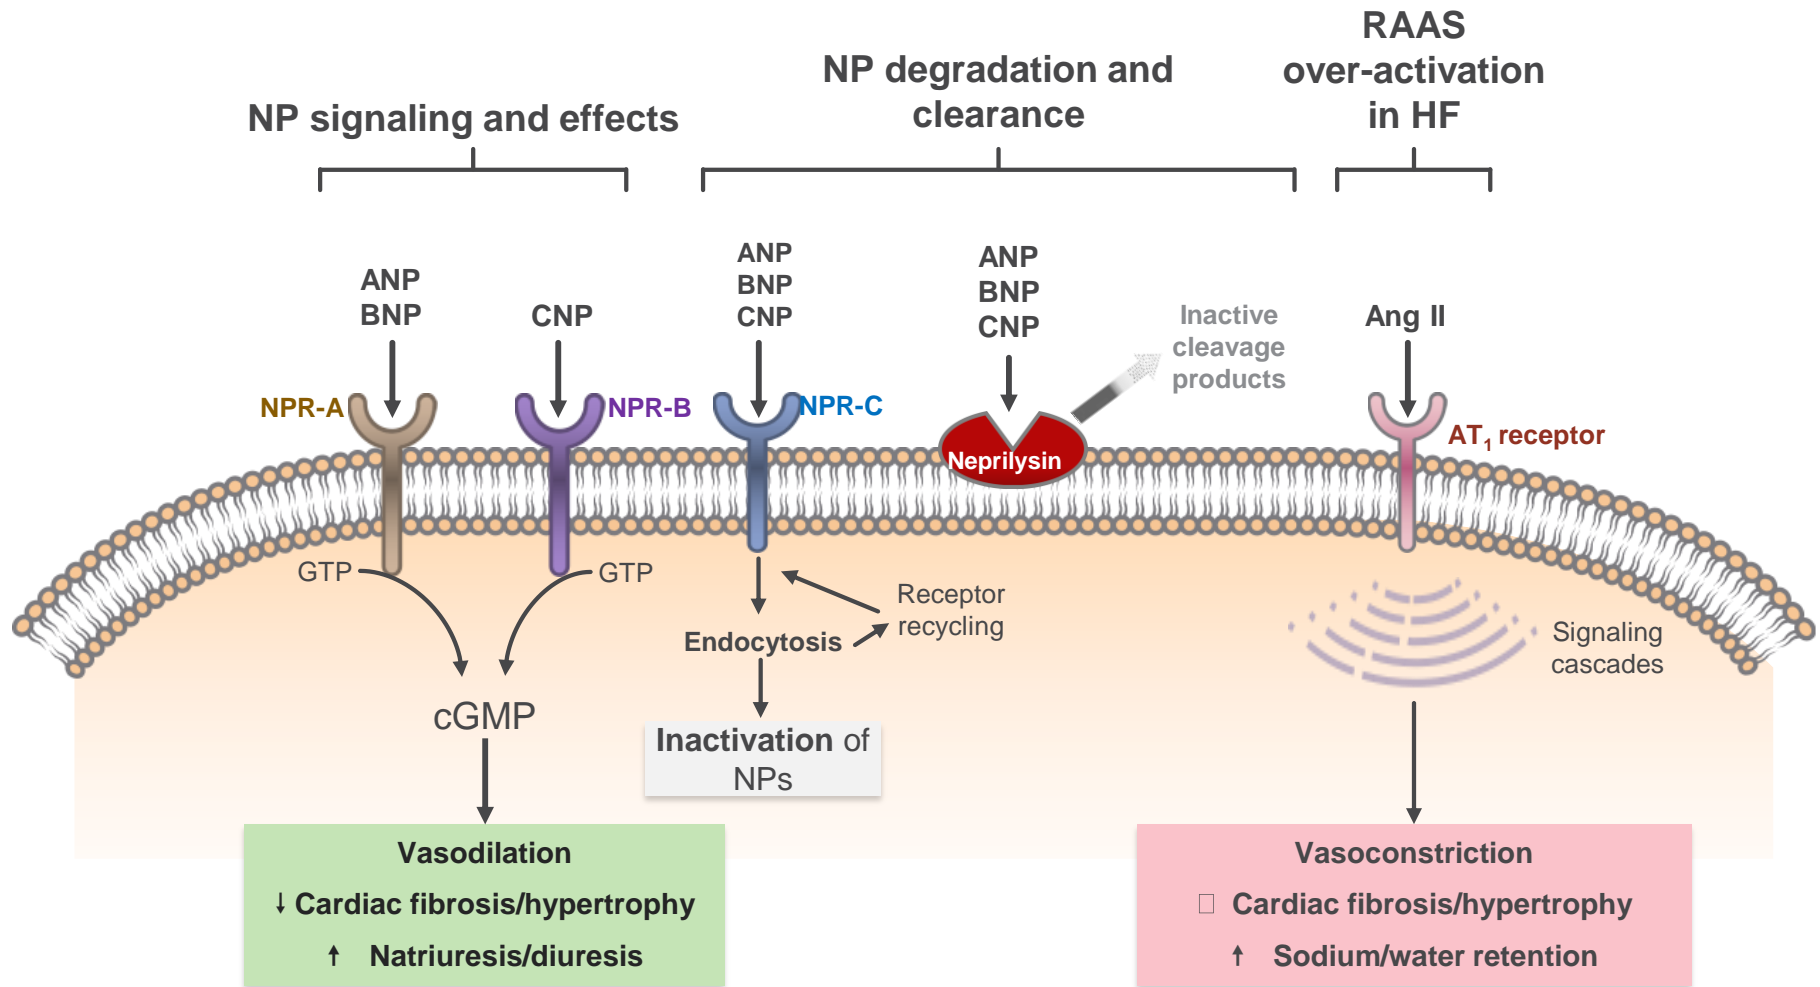 NP signaling and effects
NP degradation and
clearance
RAAS
over-activation
in HF
ANP
BNP
CNP
ANP
BNP
CNP
ANP
BNP
CNP
Inactive
cleavage
products
Ang II
NPR-A
NPR-B
NPR-C
Neprilysin
AT₁ receptor
GTP
GTP
Receptor
recycling
Endocytosis
Signaling
cascades
cGMP
Inactivation of
NPs
Vasodilation
↓ Cardiac fibrosis/hypertrophy
↑ Natriuresis/diuresis
Vasoconstriction
□ Cardiac fibrosis/hypertrophy
↑ Sodium/water retention